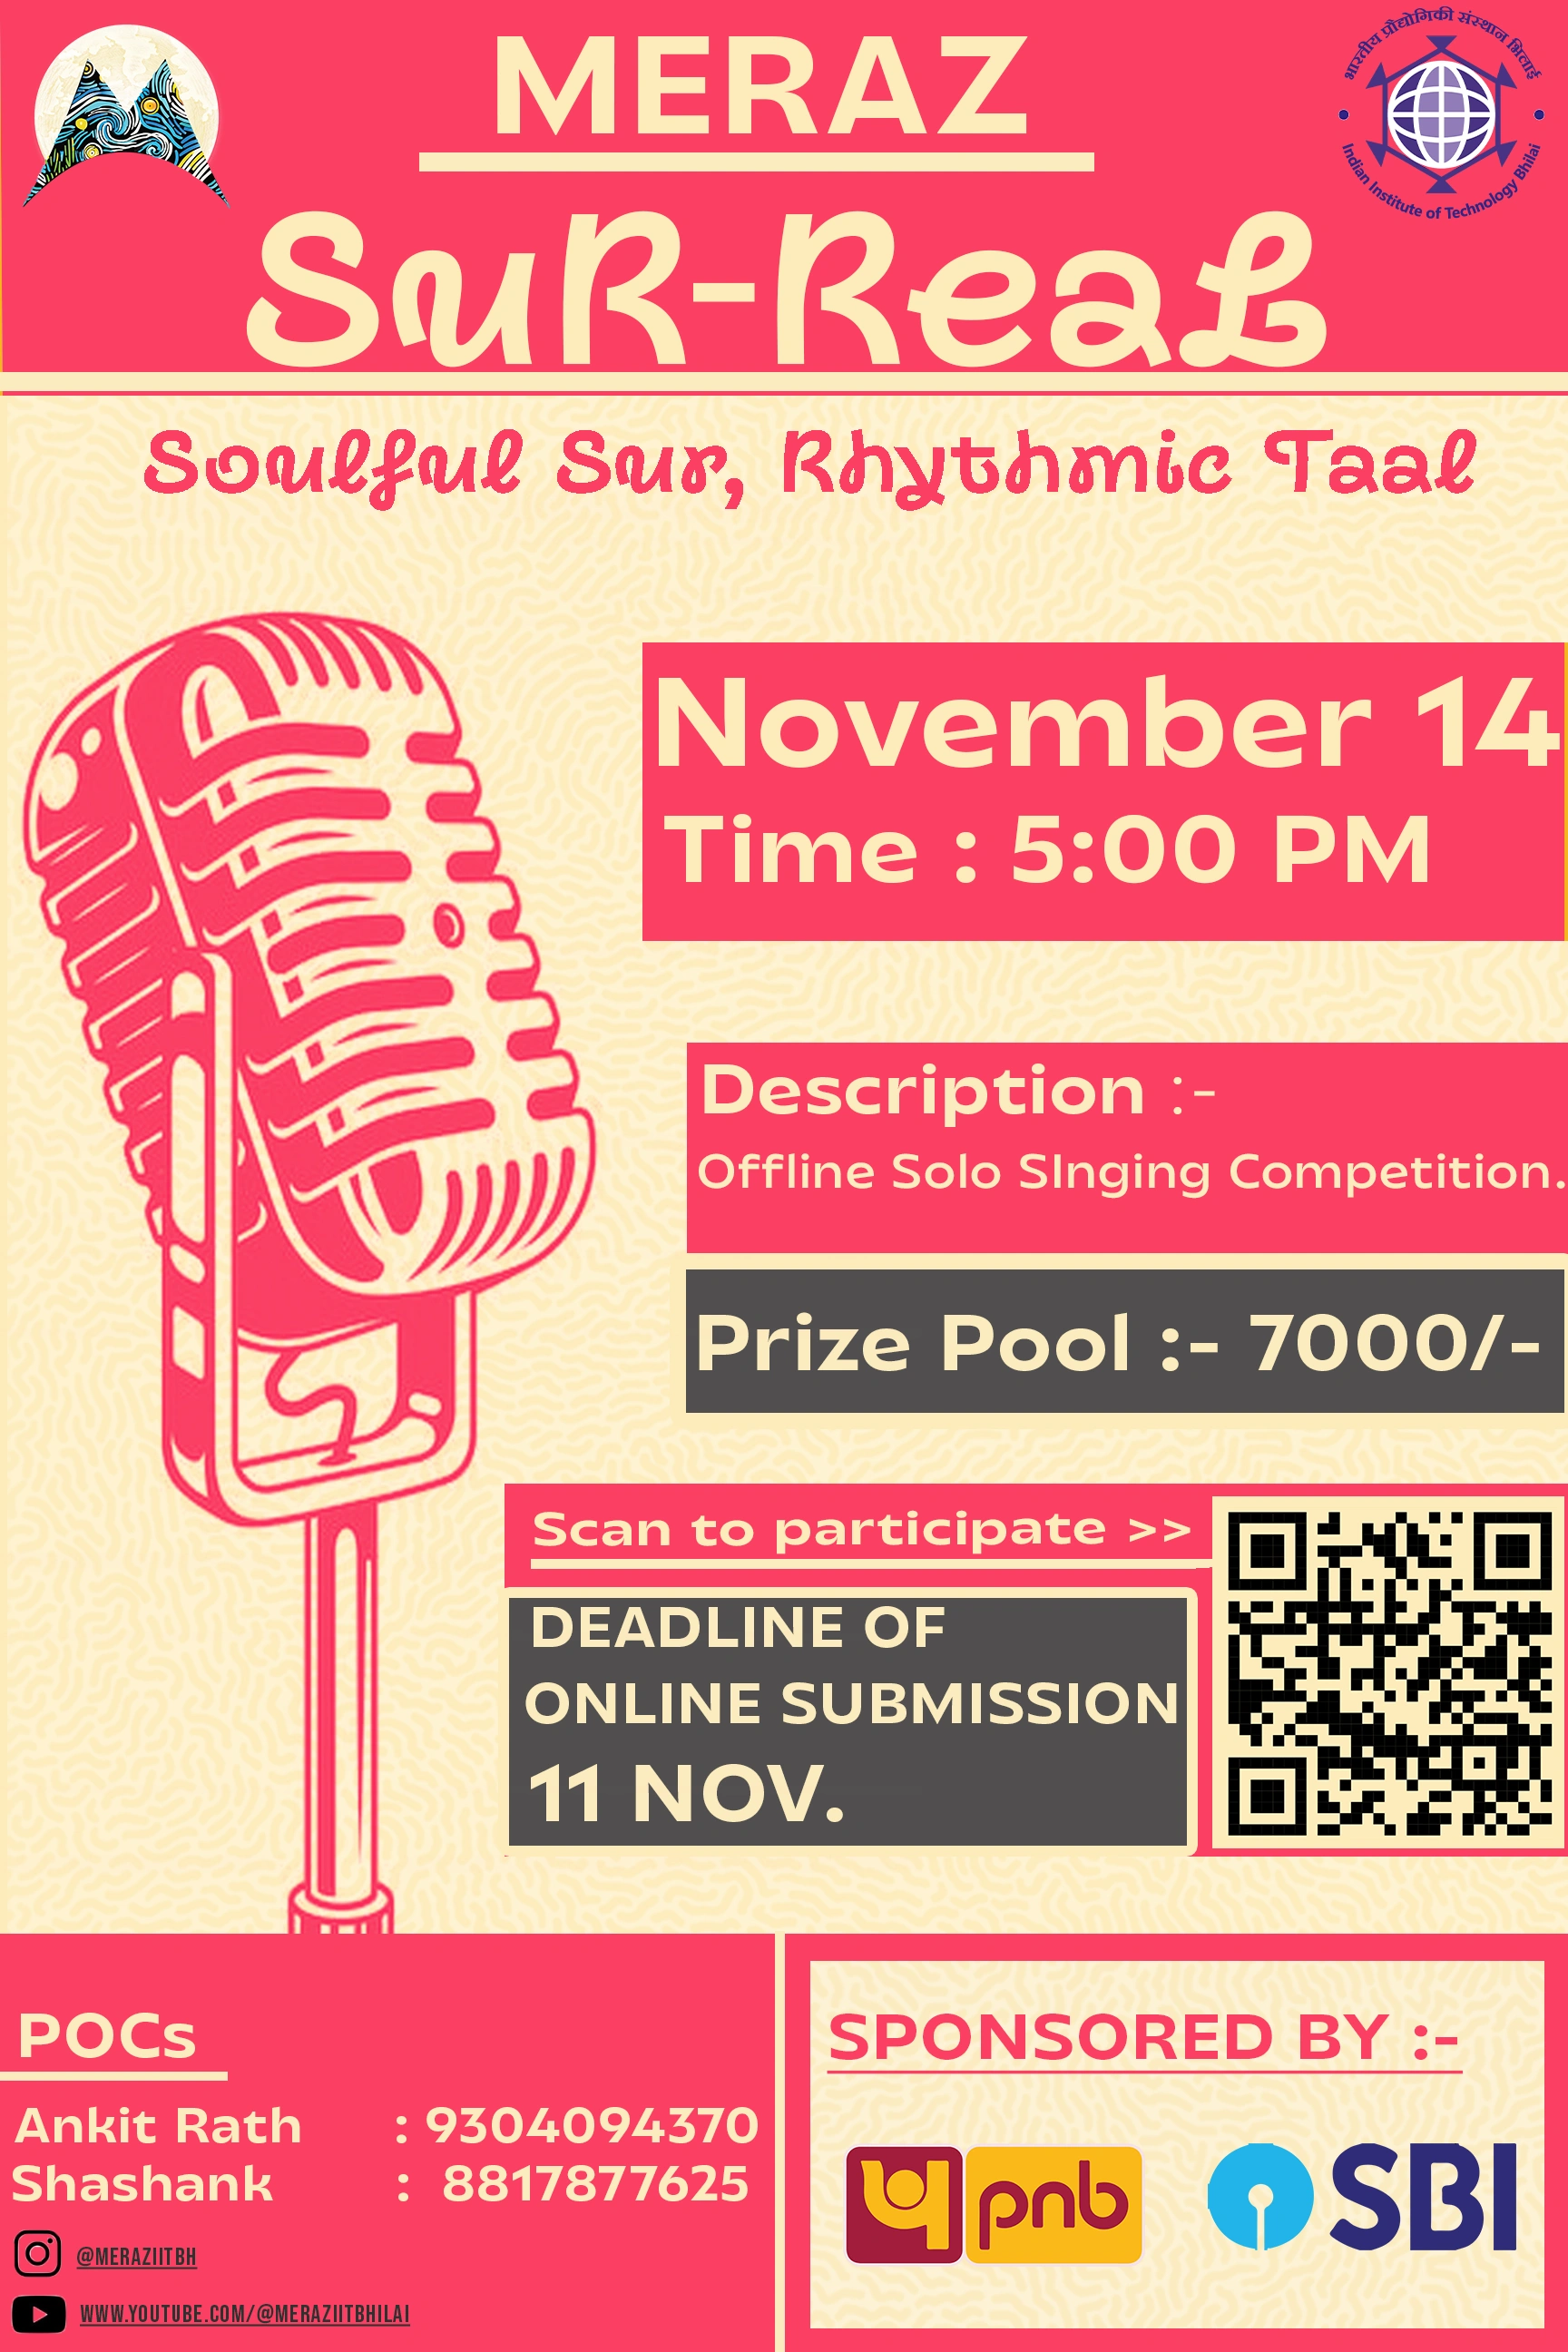 MERAZ
भारतीय प्रौद्योगिकी संस्थान भिलाई
Indian Institute of Technology Bhilai
SuR-ReaL
Soulful Sur, Rhythmic Taal
November 14
Time : 5:00 PM
Description :-
Offline Solo SInging Competition.
Prize Pool :- 7000/-
Scan to participate >>
DEADLINE OF
ONLINE SUBMISSION
11 NOV.
POCs
Ankit Rath : 9304094370
Shashank : 8817877625
@MERAZIITBH
WWW.YOUTUBE.COM/@MERAZIITBHILAI
SPONSORED BY :-
pnb
SBI